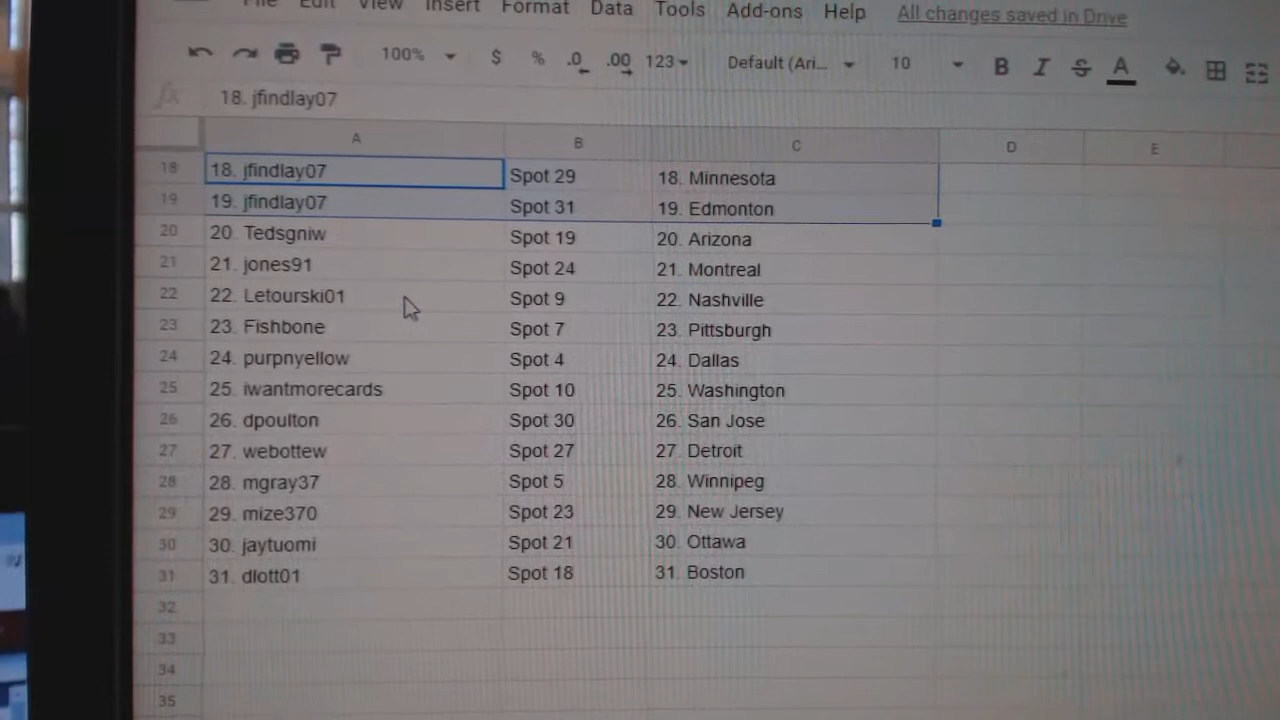 File Edit View Insert Format Data Tools Add-ons Help All changes saved in Drive
100% $ % .0 .00 123 Default (Ari... 10 B I S A
fx 18. jfindlay07
A B C D E
18 18. jfindlay07 Spot 29 18. Minnesota
19 19. jfindlay07 Spot 31 19. Edmonton
20 20. Tedsgniw Spot 19 20. Arizona
21 21. jones91 Spot 24 21. Montreal
22 22. Letourski01 Spot 9 22. Nashville
23 23. Fishbone Spot 7 23. Pittsburgh
24 24. purpnyellow Spot 4 24. Dallas
25 25. iwantmorecards Spot 10 25. Washington
26 26. dpoulton Spot 30 26. San Jose
27 27. webottew Spot 27 27. Detroit
28 28. mgray37 Spot 5 28. Winnipeg
29 29. mize370 Spot 23 29. New Jersey
30 30. jaytuomi Spot 21 30. Ottawa
31 31. dlott01 Spot 18 31. Boston
32
33
34
35